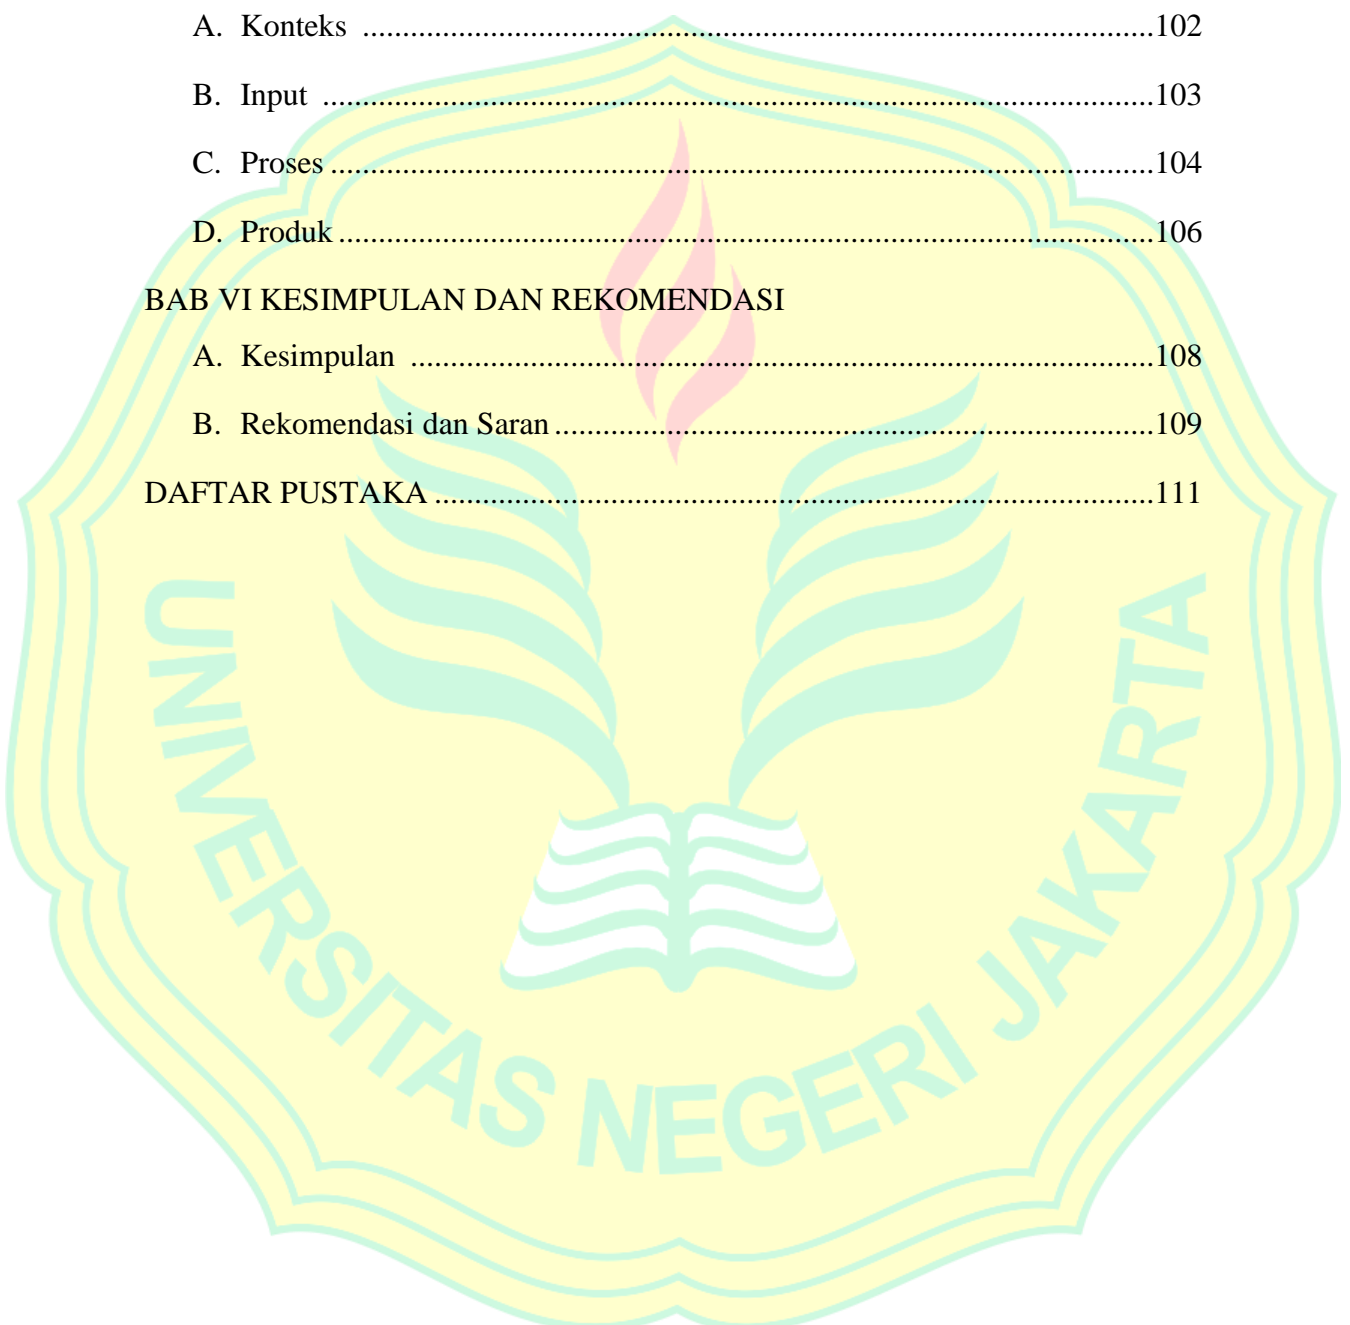 A. Konteks ..................................................................................................102
B. Input .......................................................................................................103
C. Proses ......................................................................................................104
D. Produk .....................................................................................................106
BAB VI KESIMPULAN DAN REKOMENDASI
A. Kesimpulan ............................................................................................108
B. Rekomendasi dan Saran ..........................................................................109
DAFTAR PUSTAKA .........................................................................................111
UNIVERSITAS NEGERI JAKARTA